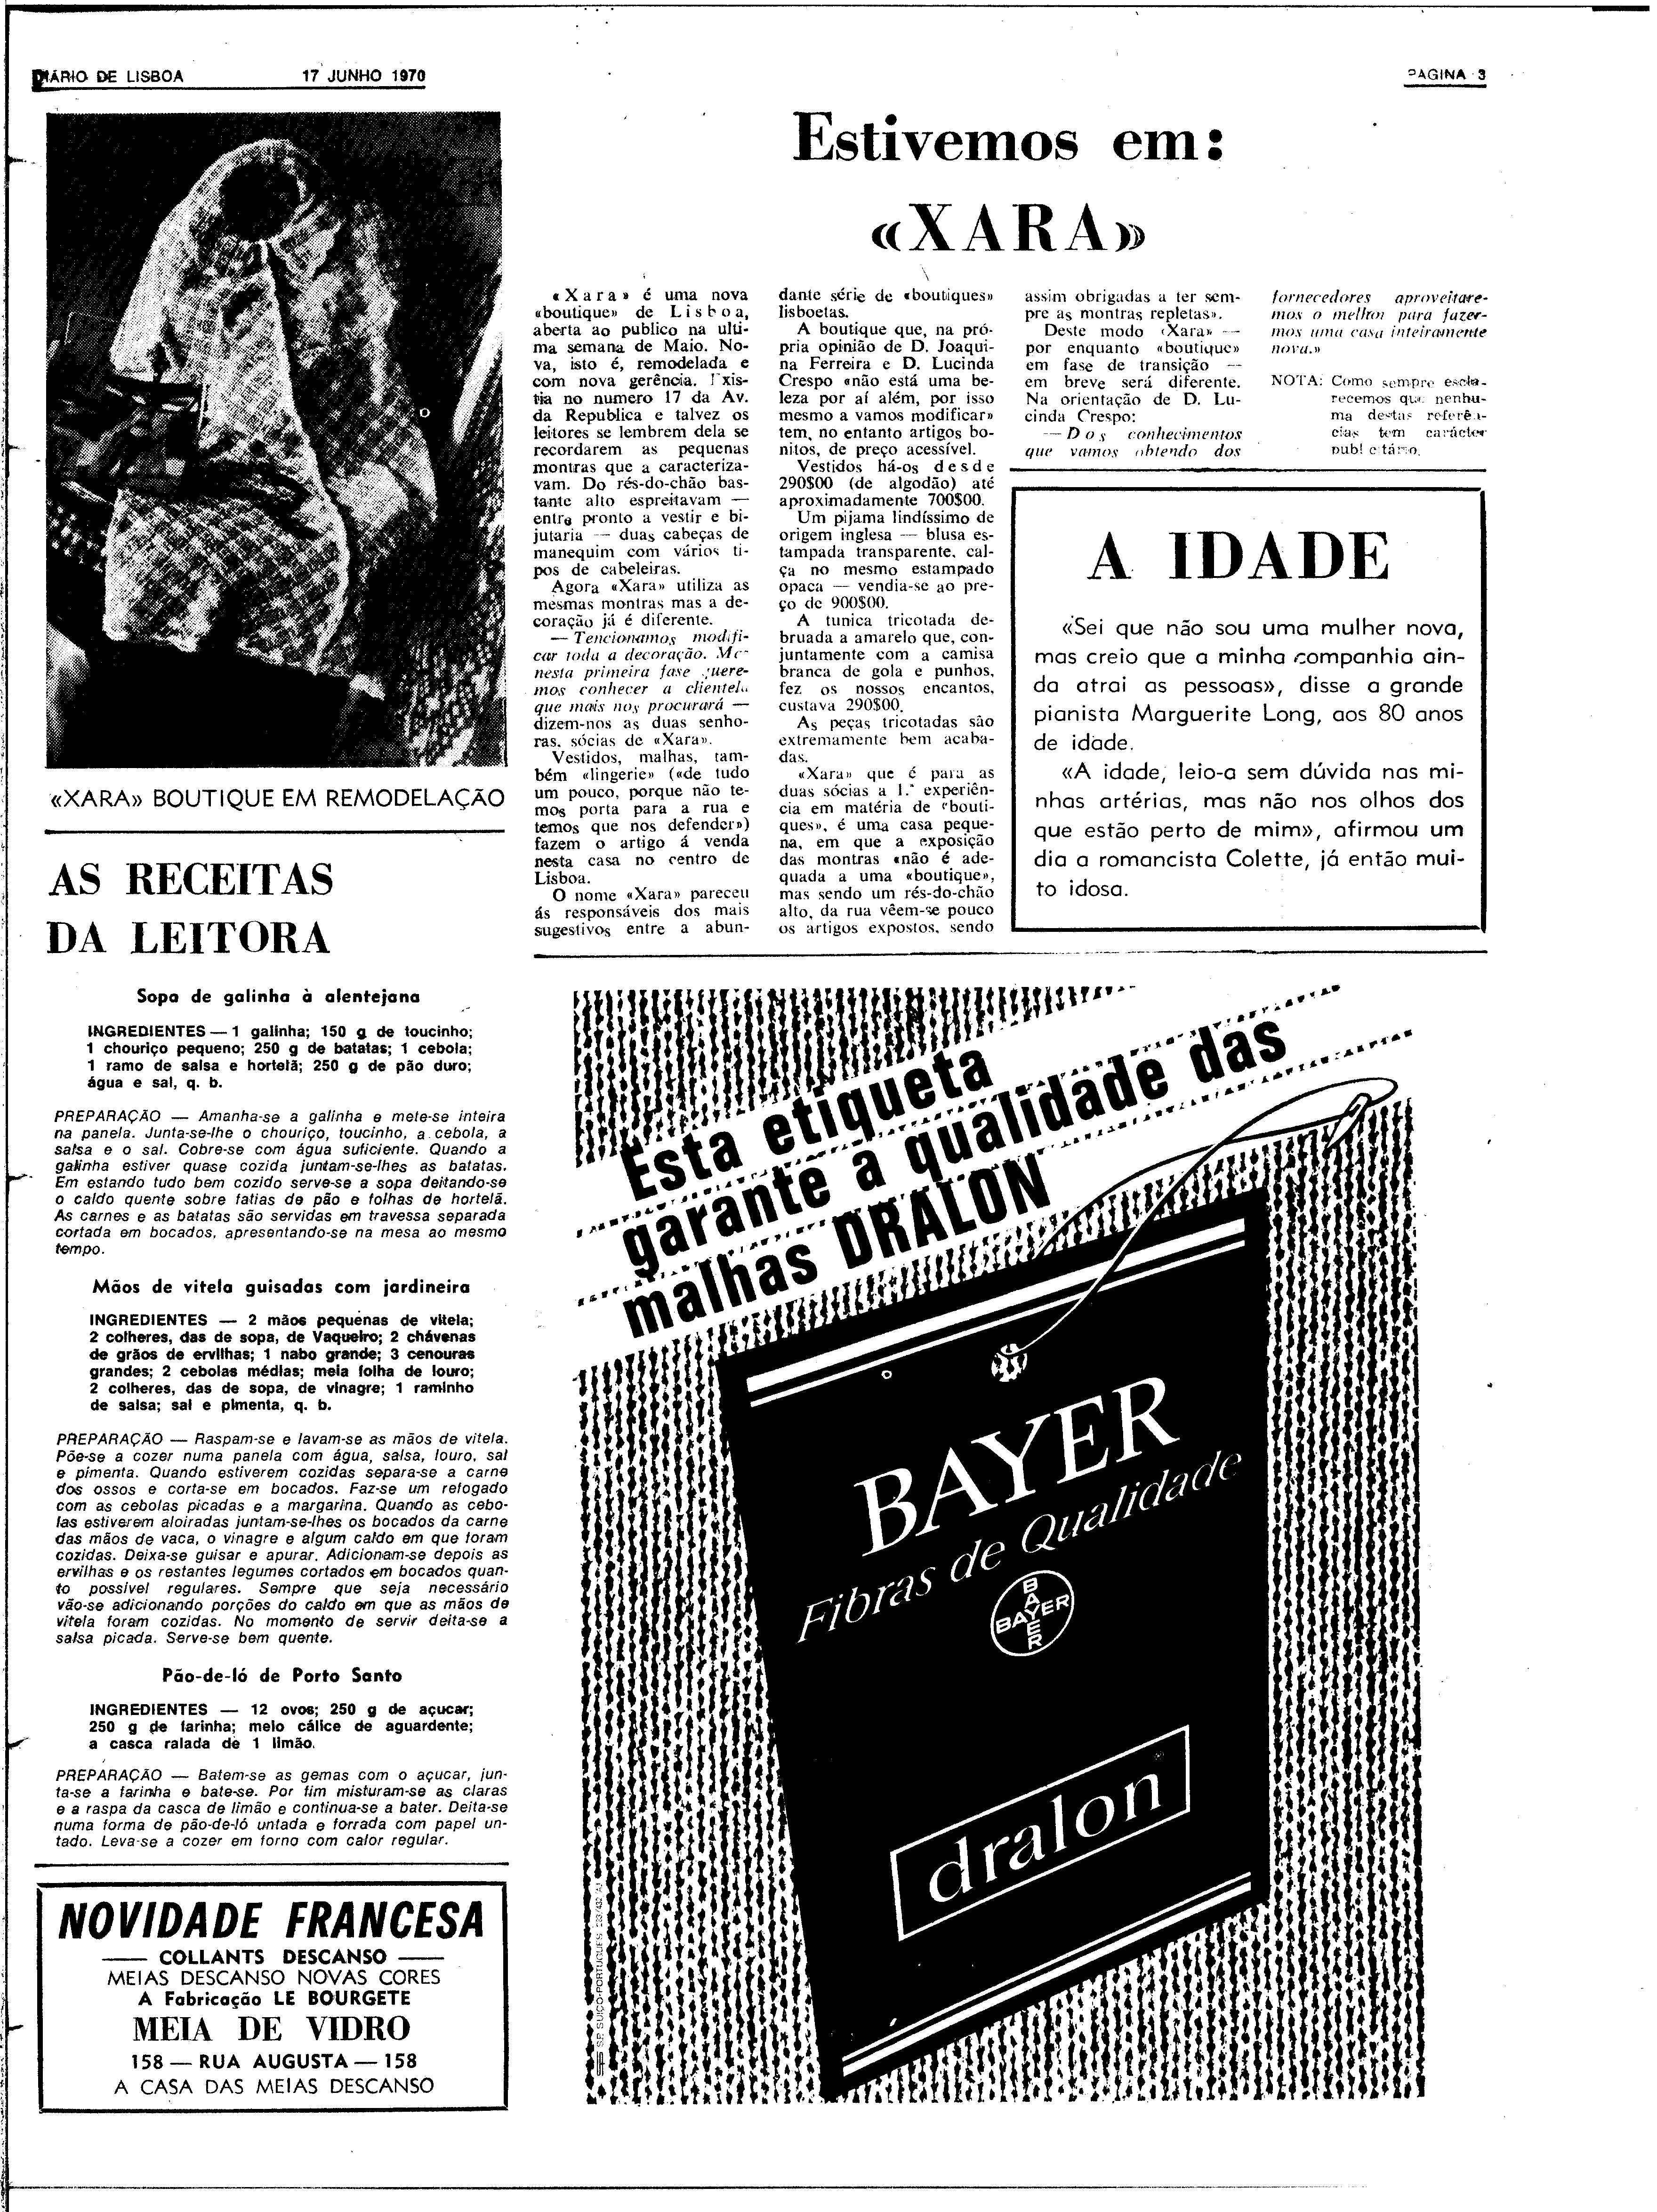 DIÁRIO DE LISBOA
17 JUNHO 1970
PAGINA 3
«XARA» BOUTIQUE EM REMODELAÇÃO
Estivemos em:
«XARA»
«Xara» é uma nova
«boutique» de Lisboa,
aberta ao publico na ulti-
ma semana de Maio. No-
va, isto é, remodelada e
com nova gerência. Exis-
tia no numero 17 da Av.
da Republica e talvez os
leitores se lembrem dela se
recordarem as pequenas
montras que a caracteriza-
vam. Do rés-do-chão bas-
tante alto espreitavam —
entre pronto a vestir e bi-
jutaria — duas cabeças de
manequim com vários ti-
pos de cabeleiras.
Agora «Xara» utiliza as
mesmas montras mas a de-
coração já é diferente.
— Tencionamos modifi-
car toda a decoração.
nesta primeira fase quere-
mos conhecer a clientela
que mais nos procurará —
dizem-nos as duas senho-
ras, sócias de «Xara».
Vestidos, malhas, tam-
bém «lingerie» («de tudo
um pouco, porque não te-
mos porta para a rua e
temos que nos defender»)
fazem o artigo á venda
nesta casa no centro de
Lisboa.
O nome «Xara» pareceu
ás responsáveis dos mais
sugestivos entre a abun-
dante série de «boutiques»
lisboetas.
A boutique que, na pró-
pria opinião de D. Joaqui-
na Ferreira e D. Lucinda
Crespo «não está uma be-
leza por aí além, por isso
mesmo a vamos modificar»
tem, no entanto artigos bo-
nitos, de preço acessível.
Vestidos há-os desde
290$00 (de algodão) até
aproximadamente 700$00.
Um pijama lindíssimo de
origem inglesa — blusa es-
tampada transparente, cal-
ça no mesmo estampado
opaca — vendia-se ao pre-
ço de 900$00.
A tunica tricotada de-
bruada a amarelo que, con-
juntamente com a camisa
branca de gola e punhos,
fez os nossos encantos,
custava 290$00.
As peças tricotadas são
extremamente bem acaba-
das.
«Xara» que é para as
duas sócias a 1.ª experiên-
cia em matéria de «bouti-
ques», é uma casa peque-
na, em que a exposição
das montras «não é ade-
quada a uma «boutique»,
mas sendo um rés-do-chão
alto, da rua vêem-se pouco
os artigos expostos, sendo
assim obrigadas a ter sem-
pre as montras repletas».
Deste modo «Xara» —
por enquanto «boutique»
em fase de transição —
em breve será diferente.
Na orientação de D. Lu-
cinda Crespo:
— Dos conhecimentos
que vamos obtendo dos
fornecedores aproveitare-
mos o melhor para fazer-
mos uma casa inteiramente
nova.»
NOTA: Como sempre escla-
recemos que nenhu-
ma destas referên-
cias tem carácter
publicitário.
A IDADE
«Sei que não sou uma mulher nova,
mas creio que a minha companhia ain-
da atrai as pessoas», disse a grande
pianista Marguerite Long, aos 80 anos
de idade.
«A idade, leio-a sem dúvida nas mi-
nhas artérias, mas não nos olhos dos
que estão perto de mim», afirmou um
dia a romancista Colette, já então mui-
to idosa.
AS RECEITAS
DA LEITORA
Sopa de galinha à alentejana
INGREDIENTES — 1 galinha; 150 g de toucinho;
1 chouriço pequeno; 250 g de batatas; 1 cebola;
1 ramo de salsa e hortelã; 250 g de pão duro;
água e sal, q. b.
PREPARAÇÃO — Amanha-se a galinha e mete-se inteira
na panela. Junta-se-lhe o chouriço, toucinho, a cebola, a
salsa e o sal. Cobre-se com água suficiente. Quando a
galinha estiver quase cozida juntam-se-lhes as batatas.
Em estando tudo bem cozido serve-se a sopa deitando-se
o caldo quente sobre fatias de pão e folhas de hortelã.
As carnes e as batatas são servidas em travessa separada
cortada em bocados, apresentando-se na mesa ao mesmo
tempo.
Mãos de vitela guisadas com jardineira
INGREDIENTES — 2 mãos pequenas de vitela;
2 colheres, das de sopa, de Vaqueiro; 2 chávenas
de grãos de ervilhas; 1 nabo grande; 3 cenouras
grandes; 2 cebolas médias; meia folha de louro;
2 colheres, das de sopa, de vinagre; 1 raminho
de salsa; sal e pimenta, q. b.
PREPARAÇÃO — Raspam-se e lavam-se as mãos de vitela.
Põe-se a cozer numa panela com água, salsa, louro, sal
e pimenta. Quando estiverem cozidas separa-se a carne
dos ossos e corta-se em bocados. Faz-se um refogado
com as cebolas picadas e a margarina. Quando as cebo-
las estiverem aloiradas juntam-se-lhes os bocados da carne
das mãos de vaca, o vinagre e algum caldo em que foram
cozidas. Deixa-se guisar e apurar. Adicionam-se depois as
ervilhas e os restantes legumes cortados em bocados quan-
to possível regulares. Sempre que seja necessário
vão-se adicionando porções do caldo em que as mãos de
vitela foram cozidas. No momento de servir deita-se a
salsa picada. Serve-se bem quente.
Pão-de-ló de Porto Santo
INGREDIENTES — 12 ovos; 250 g de açucar;
250 g de farinha; meio cálice de aguardente;
a casca ralada de 1 limão.
PREPARAÇÃO — Batem-se as gemas com o açucar, jun-
ta-se a farinha e bate-se. Por fim misturam-se as claras
e a raspa da casca de limão e continua-se a bater. Deita-se
numa forma de pão-de-ló untada e forrada com papel un-
tado. Leva-se a cozer em forno com calor regular.
NOVIDADE FRANCESA
— COLLANTS DESCANSO —
MEIAS DESCANSO NOVAS CORES
A Fabricação LE BOURGETE
MEIA DE VIDRO
158 — RUA AUGUSTA — 158
A CASA DAS MEIAS DESCANSO
Esta etiqueta
garante a qualidade das
malhas DRALON
BAYER
Fibras de Qualidade
BAYER
BAYER
dralon
SUIÇO-PORTUGUES